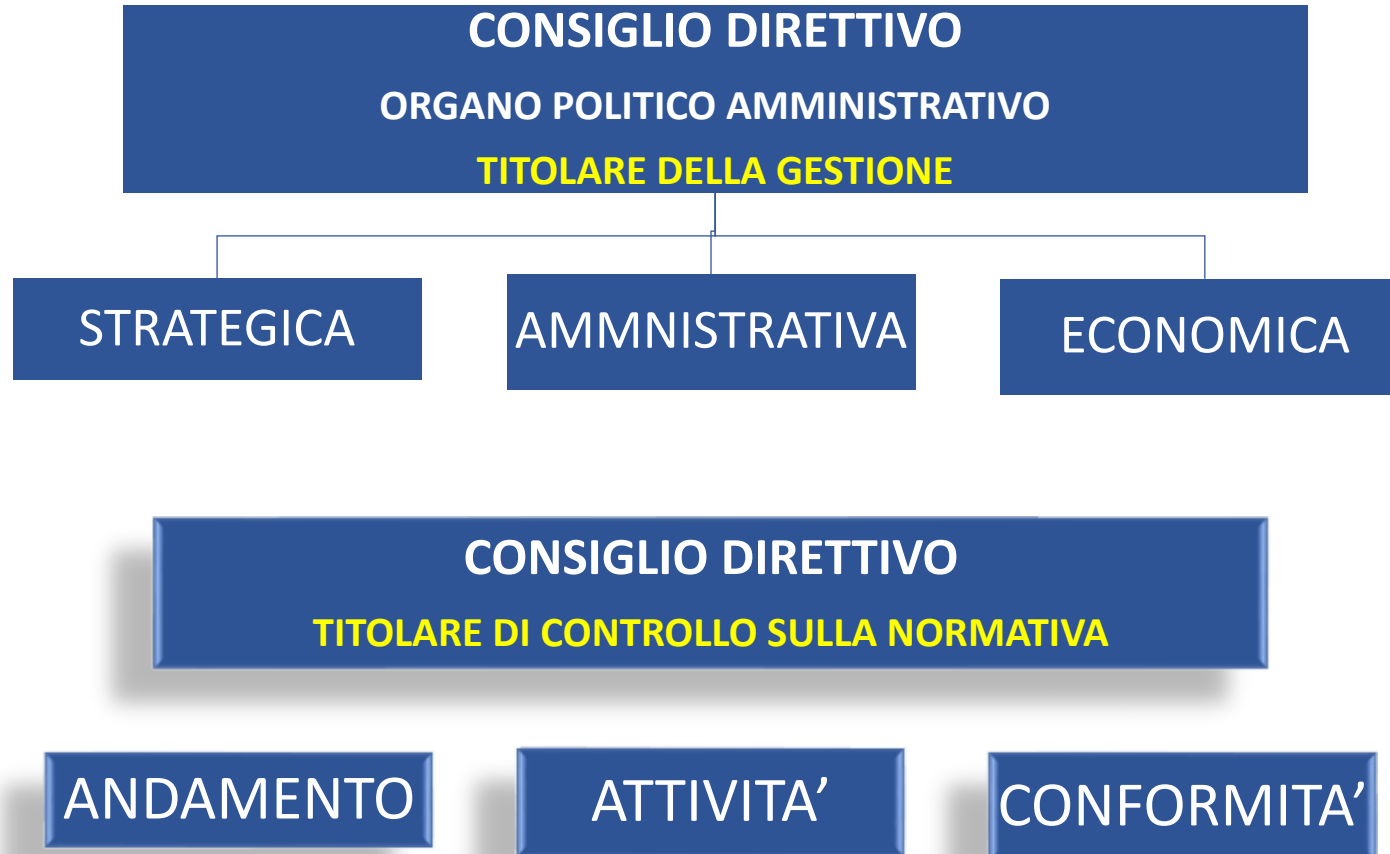 CONSIGLIO DIRETTIVO
ORGANO POLITICO AMMINISTRATIVO
TITOLARE DELLA GESTIONE
STRATEGICA
AMMNISTRATIVA
ECONOMICA
CONSIGLIO DIRETTIVO
TITOLARE DI CONTROLLO SULLA NORMATIVA
ANDAMENTO
ATTIVITA’
CONFORMITA’